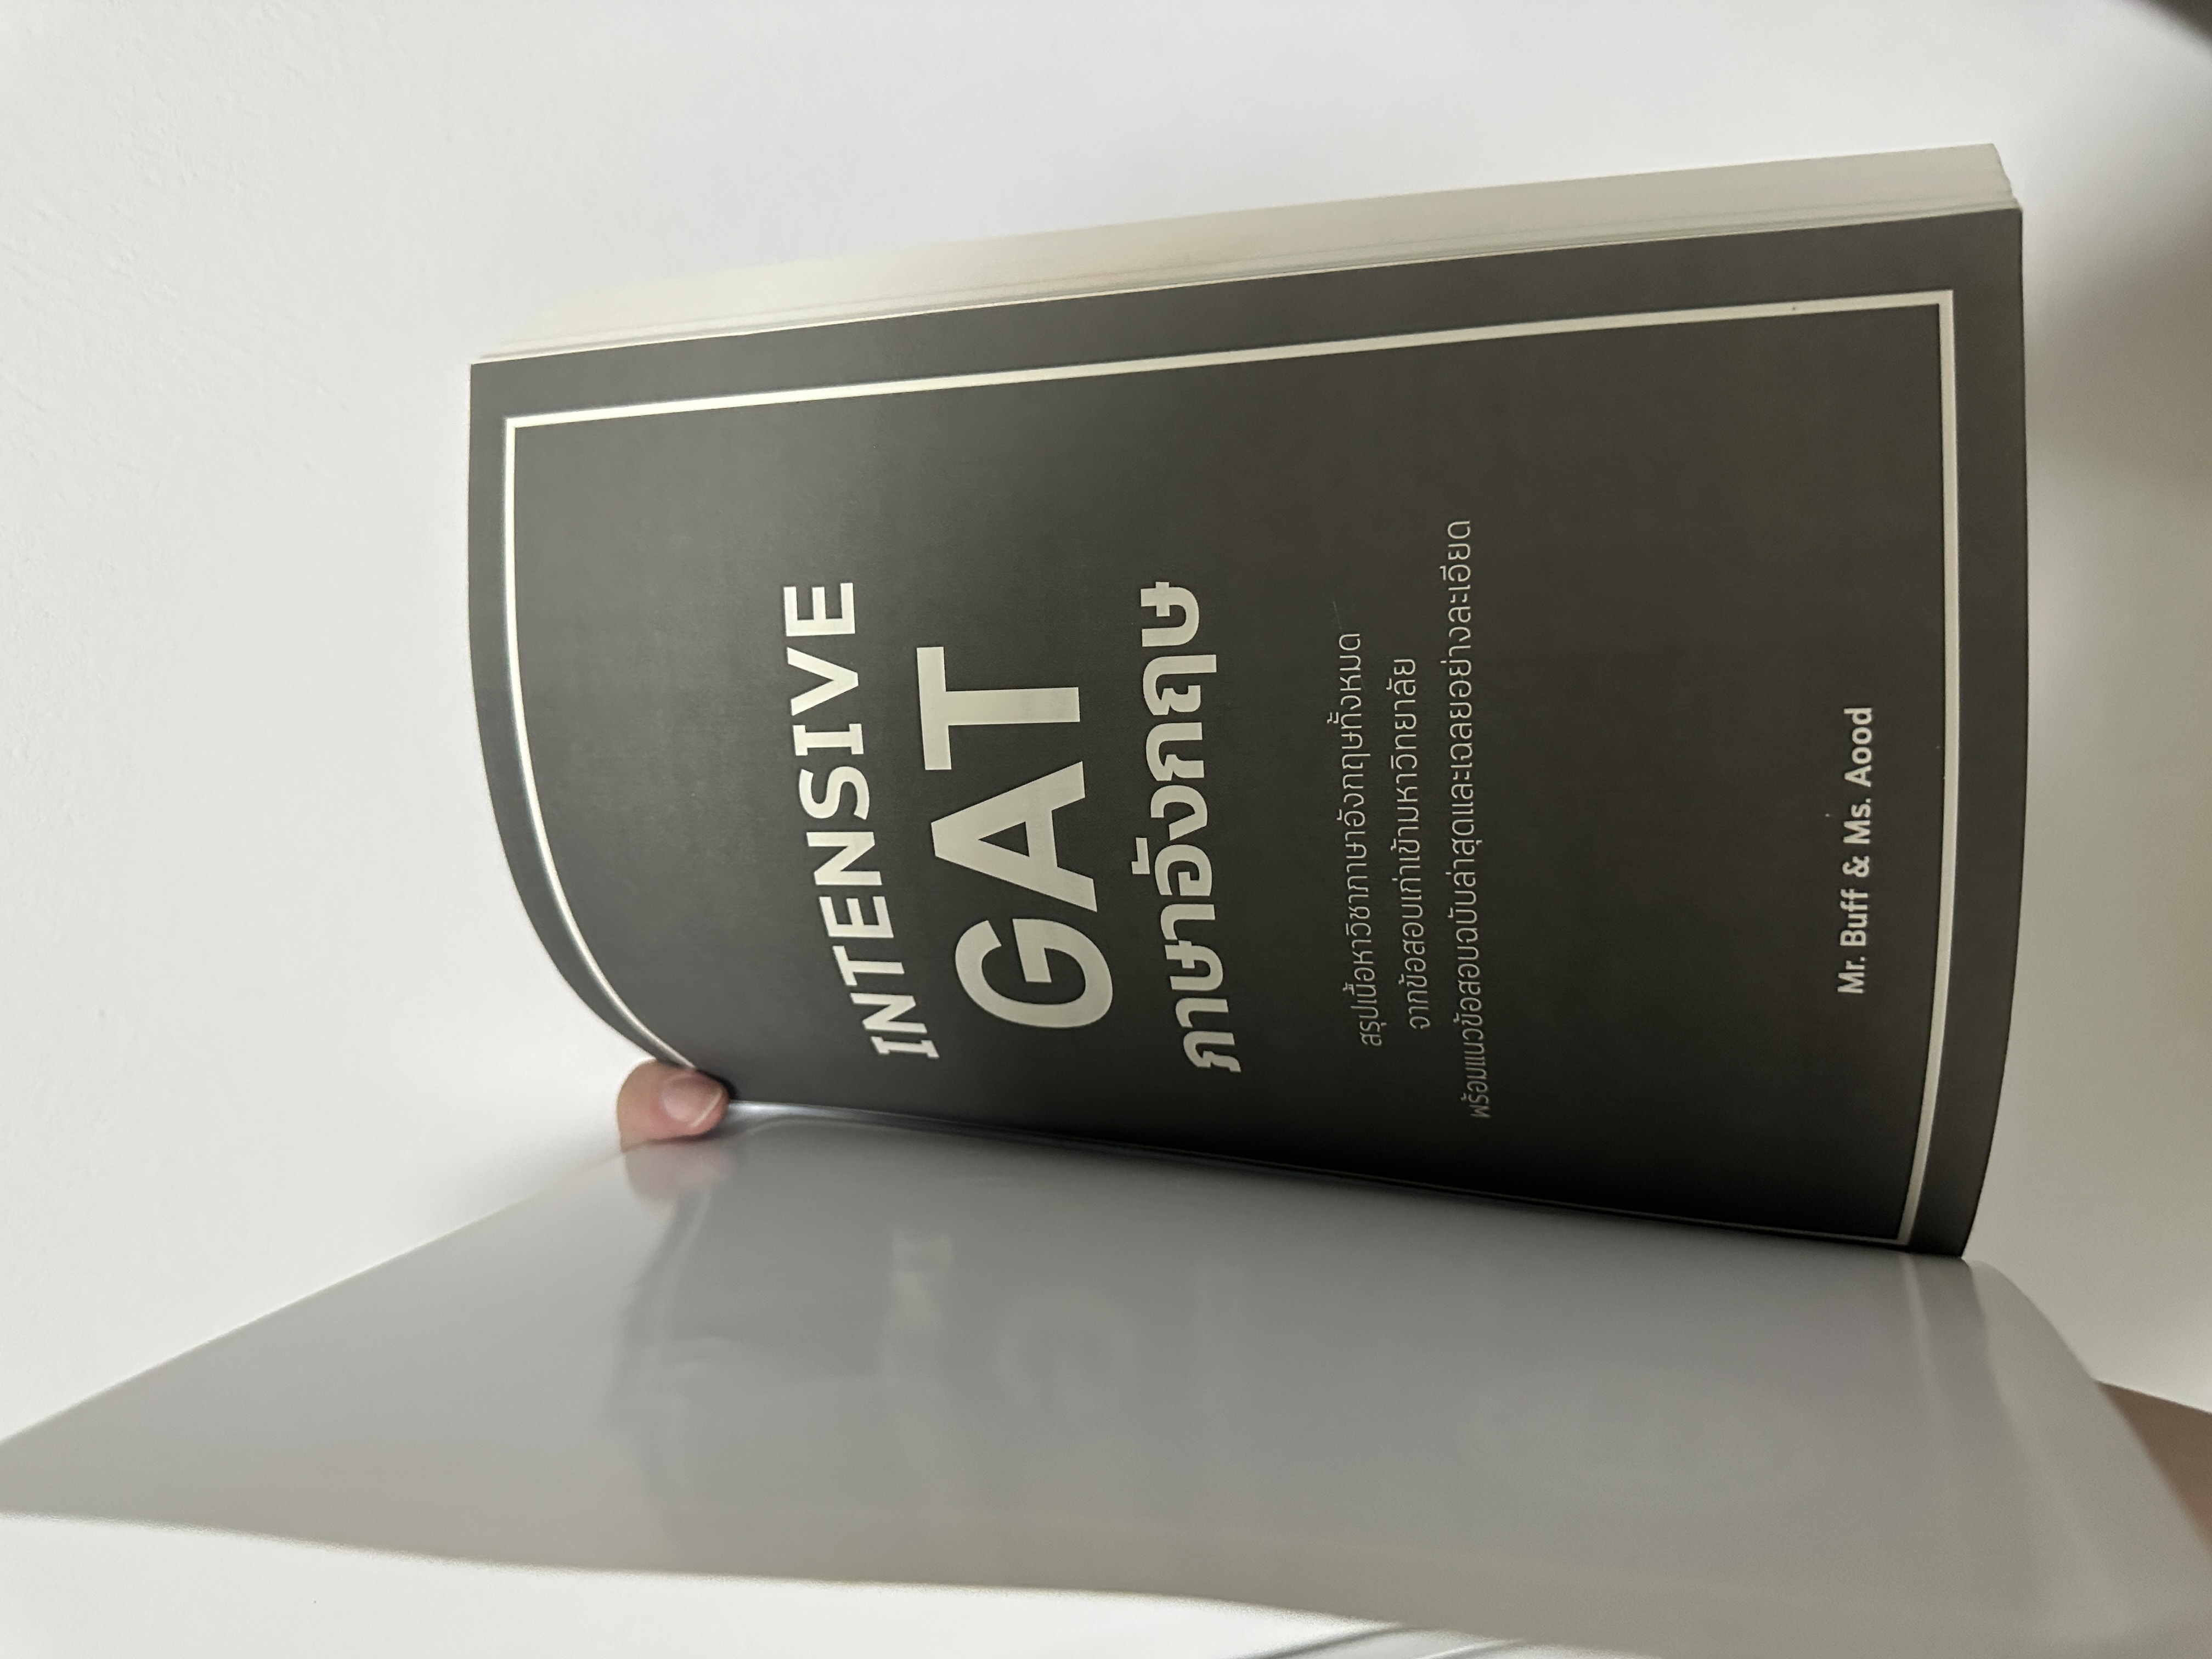 INTENSIVE
GAT
ภาษาอังกฤษ
สรุปเนื้อหาวิชาภาษาอังกฤษทั้งหมด
จากข้อสอบเก่าเข้ามหาวิทยาลัย
พร้อมแนวข้อสอบฉบับล่าสุดและเฉลยอย่างละเอียด
Mr. Buff & Ms. Aood